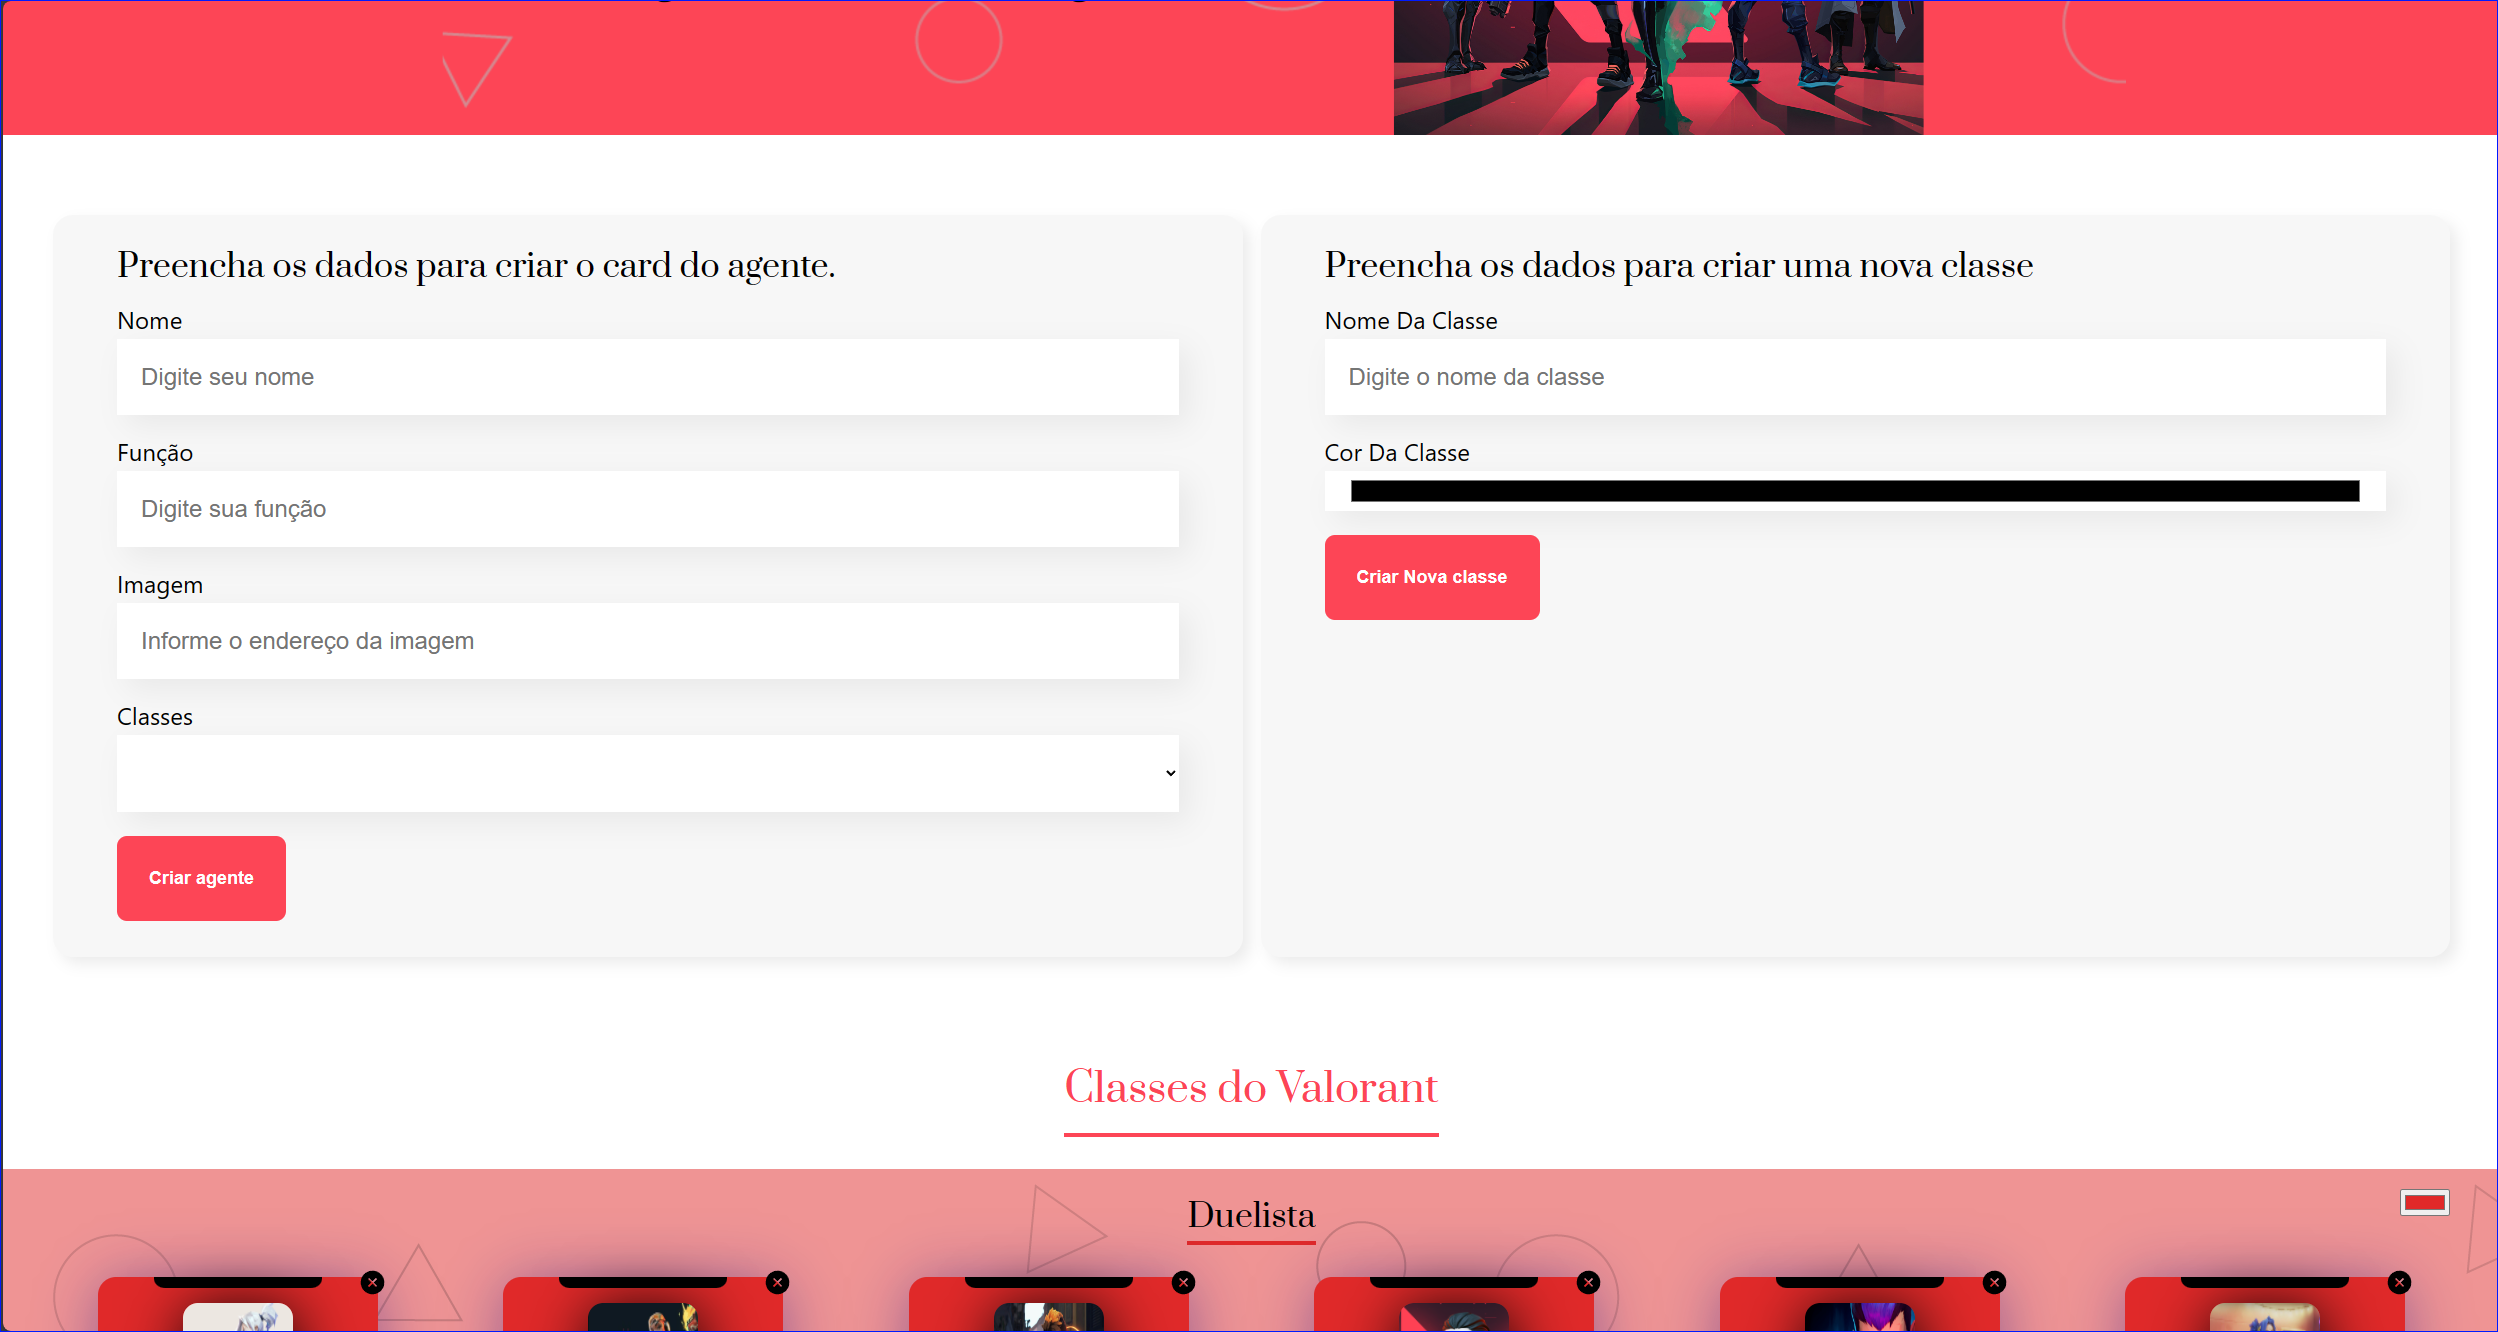 Preencha os dados para criar o card do agente.
Nome
Digite seu nome
Função
Digite sua função
Imagem
Informe o endereço da imagem
Classes
Criar agente
Preencha os dados para criar uma nova classe
Nome Da Classe
Digite o nome da classe
Cor Da Classe
Criar Nova classe
Classes do Valorant
Duelista